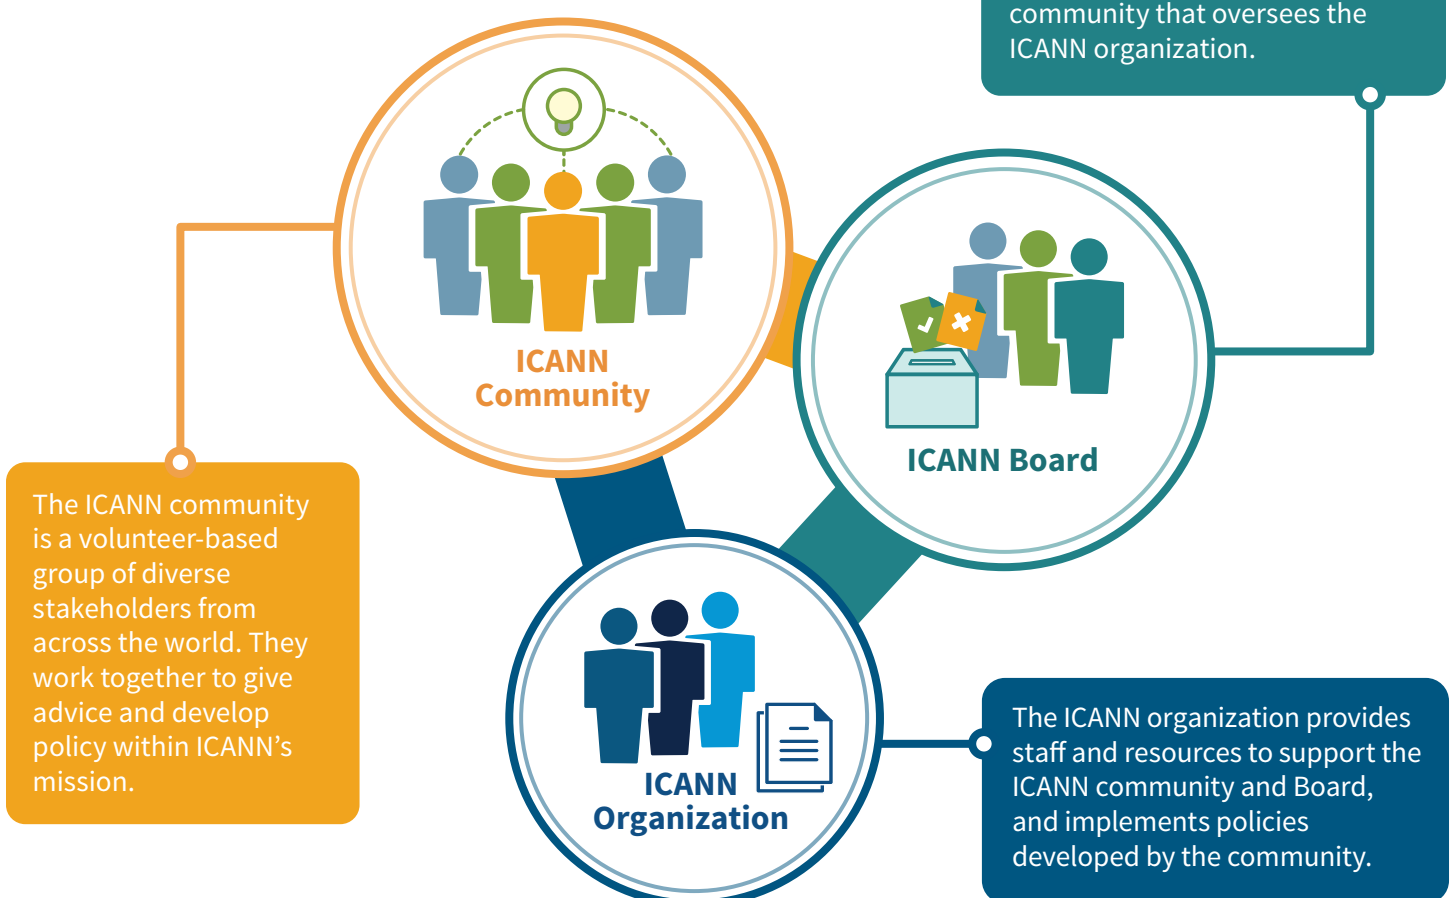 community that oversees the
ICANN organization.
ICANN
Community
ICANN Board
The ICANN community
is a volunteer-based
group of diverse
stakeholders from
across the world. They
work together to give
advice and develop
policy within ICANN’s
mission.
ICANN
Organization
The ICANN organization provides
staff and resources to support the
ICANN community and Board,
and implements policies
developed by the community.